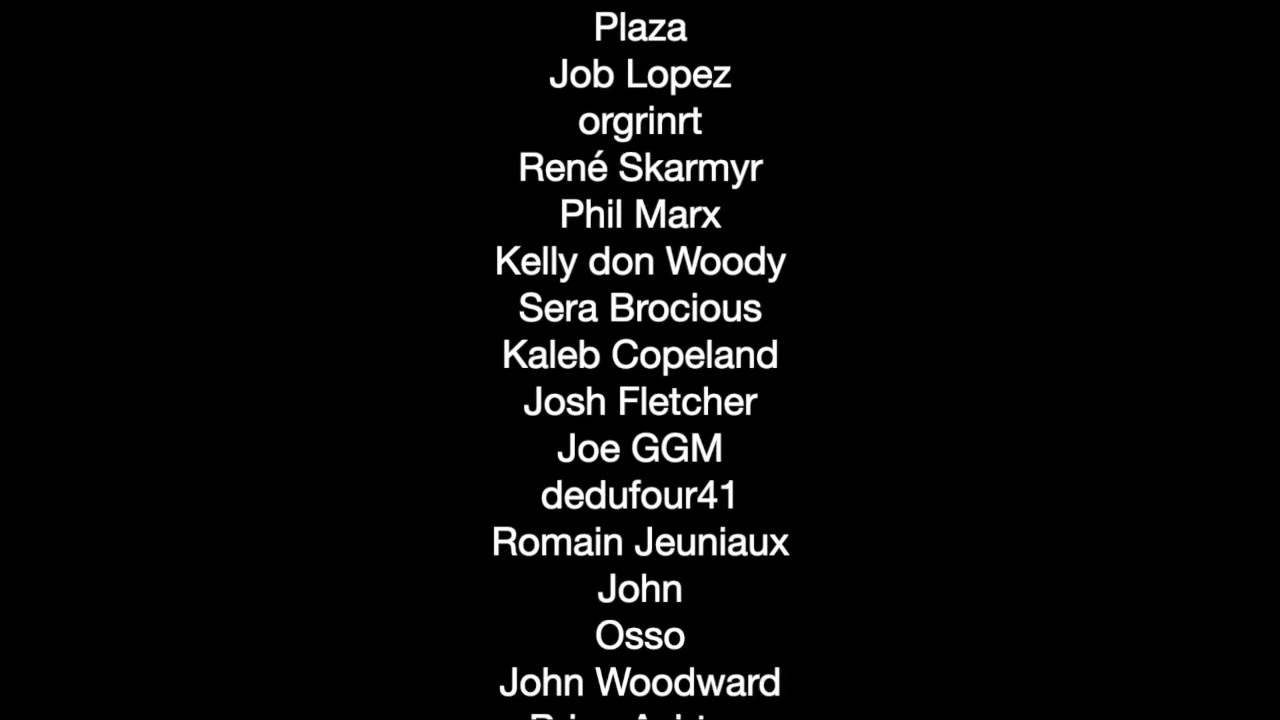 Plaza
Job Lopez
orgrinrt
René Skarmyr
Phil Marx
Kelly don Woody
Sera Brocious
Kaleb Copeland
Josh Fletcher
Joe GGM
dedufour41
Romain Jeuniaux
John
Osso
John Woodward